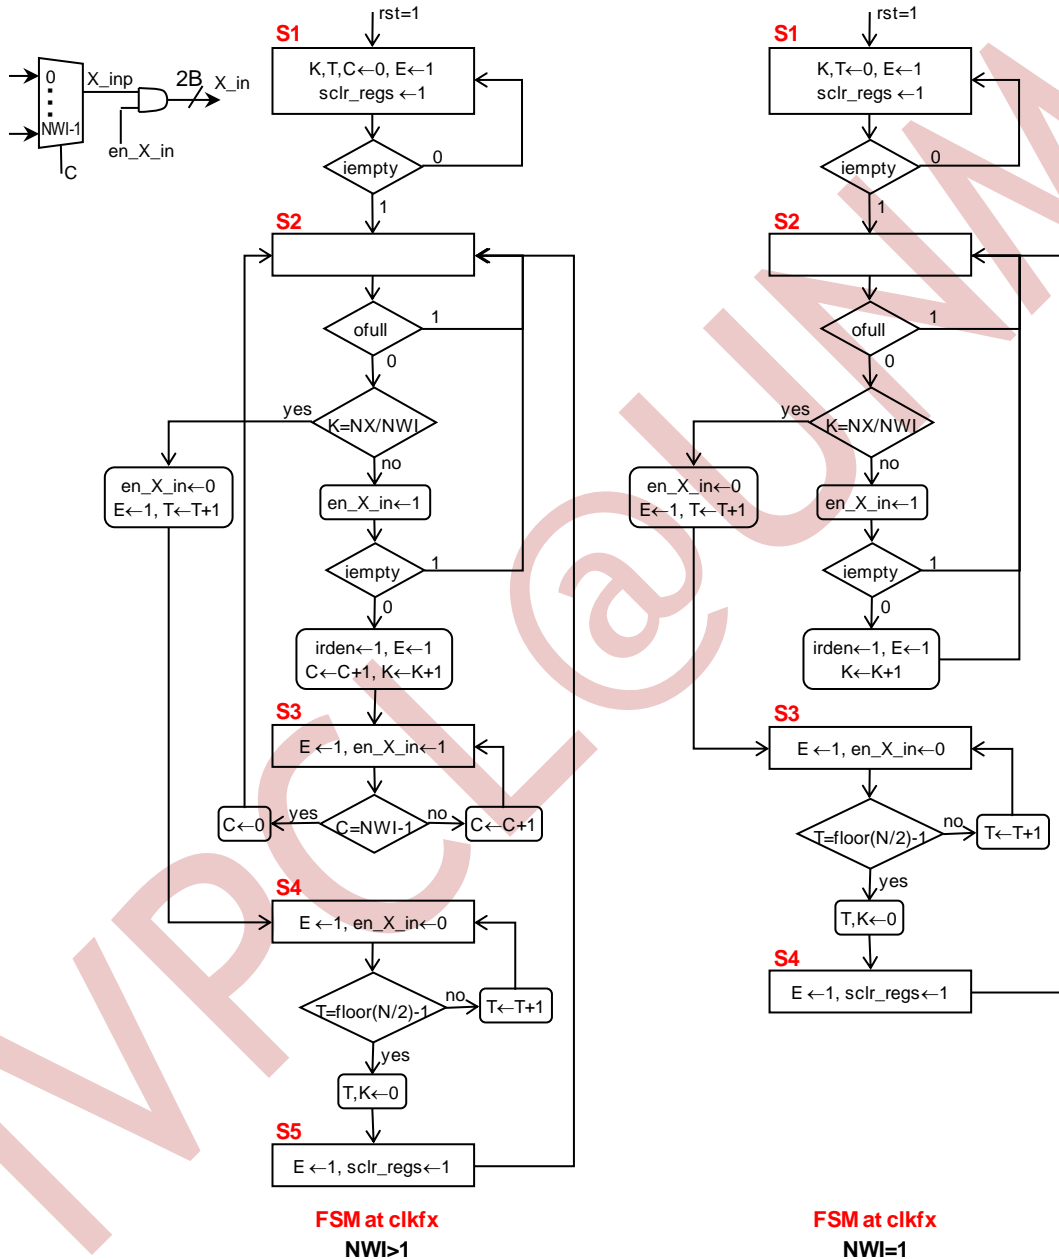 0
NWI-1
C
X_inp
en_X_in
2B
X_in
rst=1
S1
K,T,C←0, E←1
sclr_regs ←1
iempty
0
1
S2
ofull
1
0
yes
K=NX/NWI
no
en_X_in←0
E←1, T←T+1
en_X_in←1
iempty
1
0
irden←1, E←1
C←C+1, K←K+1
S3
E ←1, en_X_in←1
C←0
yes
C=NWI-1
no
C←C+1
S4
E ←1, en_X_in←0
T=floor(N/2)-1
no
T←T+1
yes
T,K←0
S5
E ←1, sclr_regs←1
FSM at clkfx
NWI>1
rst=1
S1
K,T←0, E←1
sclr_regs ←1
iempty
0
1
S2
ofull
1
0
yes
K=NX/NWI
no
en_X_in←0
E←1, T←T+1
en_X_in←1
iempty
1
0
irden←1, E←1
K←K+1
S3
E ←1, en_X_in←0
T=floor(N/2)-1
no
T←T+1
yes
T,K←0
S4
E ←1, sclr_regs←1
FSM at clkfx
NWI=1
IVPCL@UNM